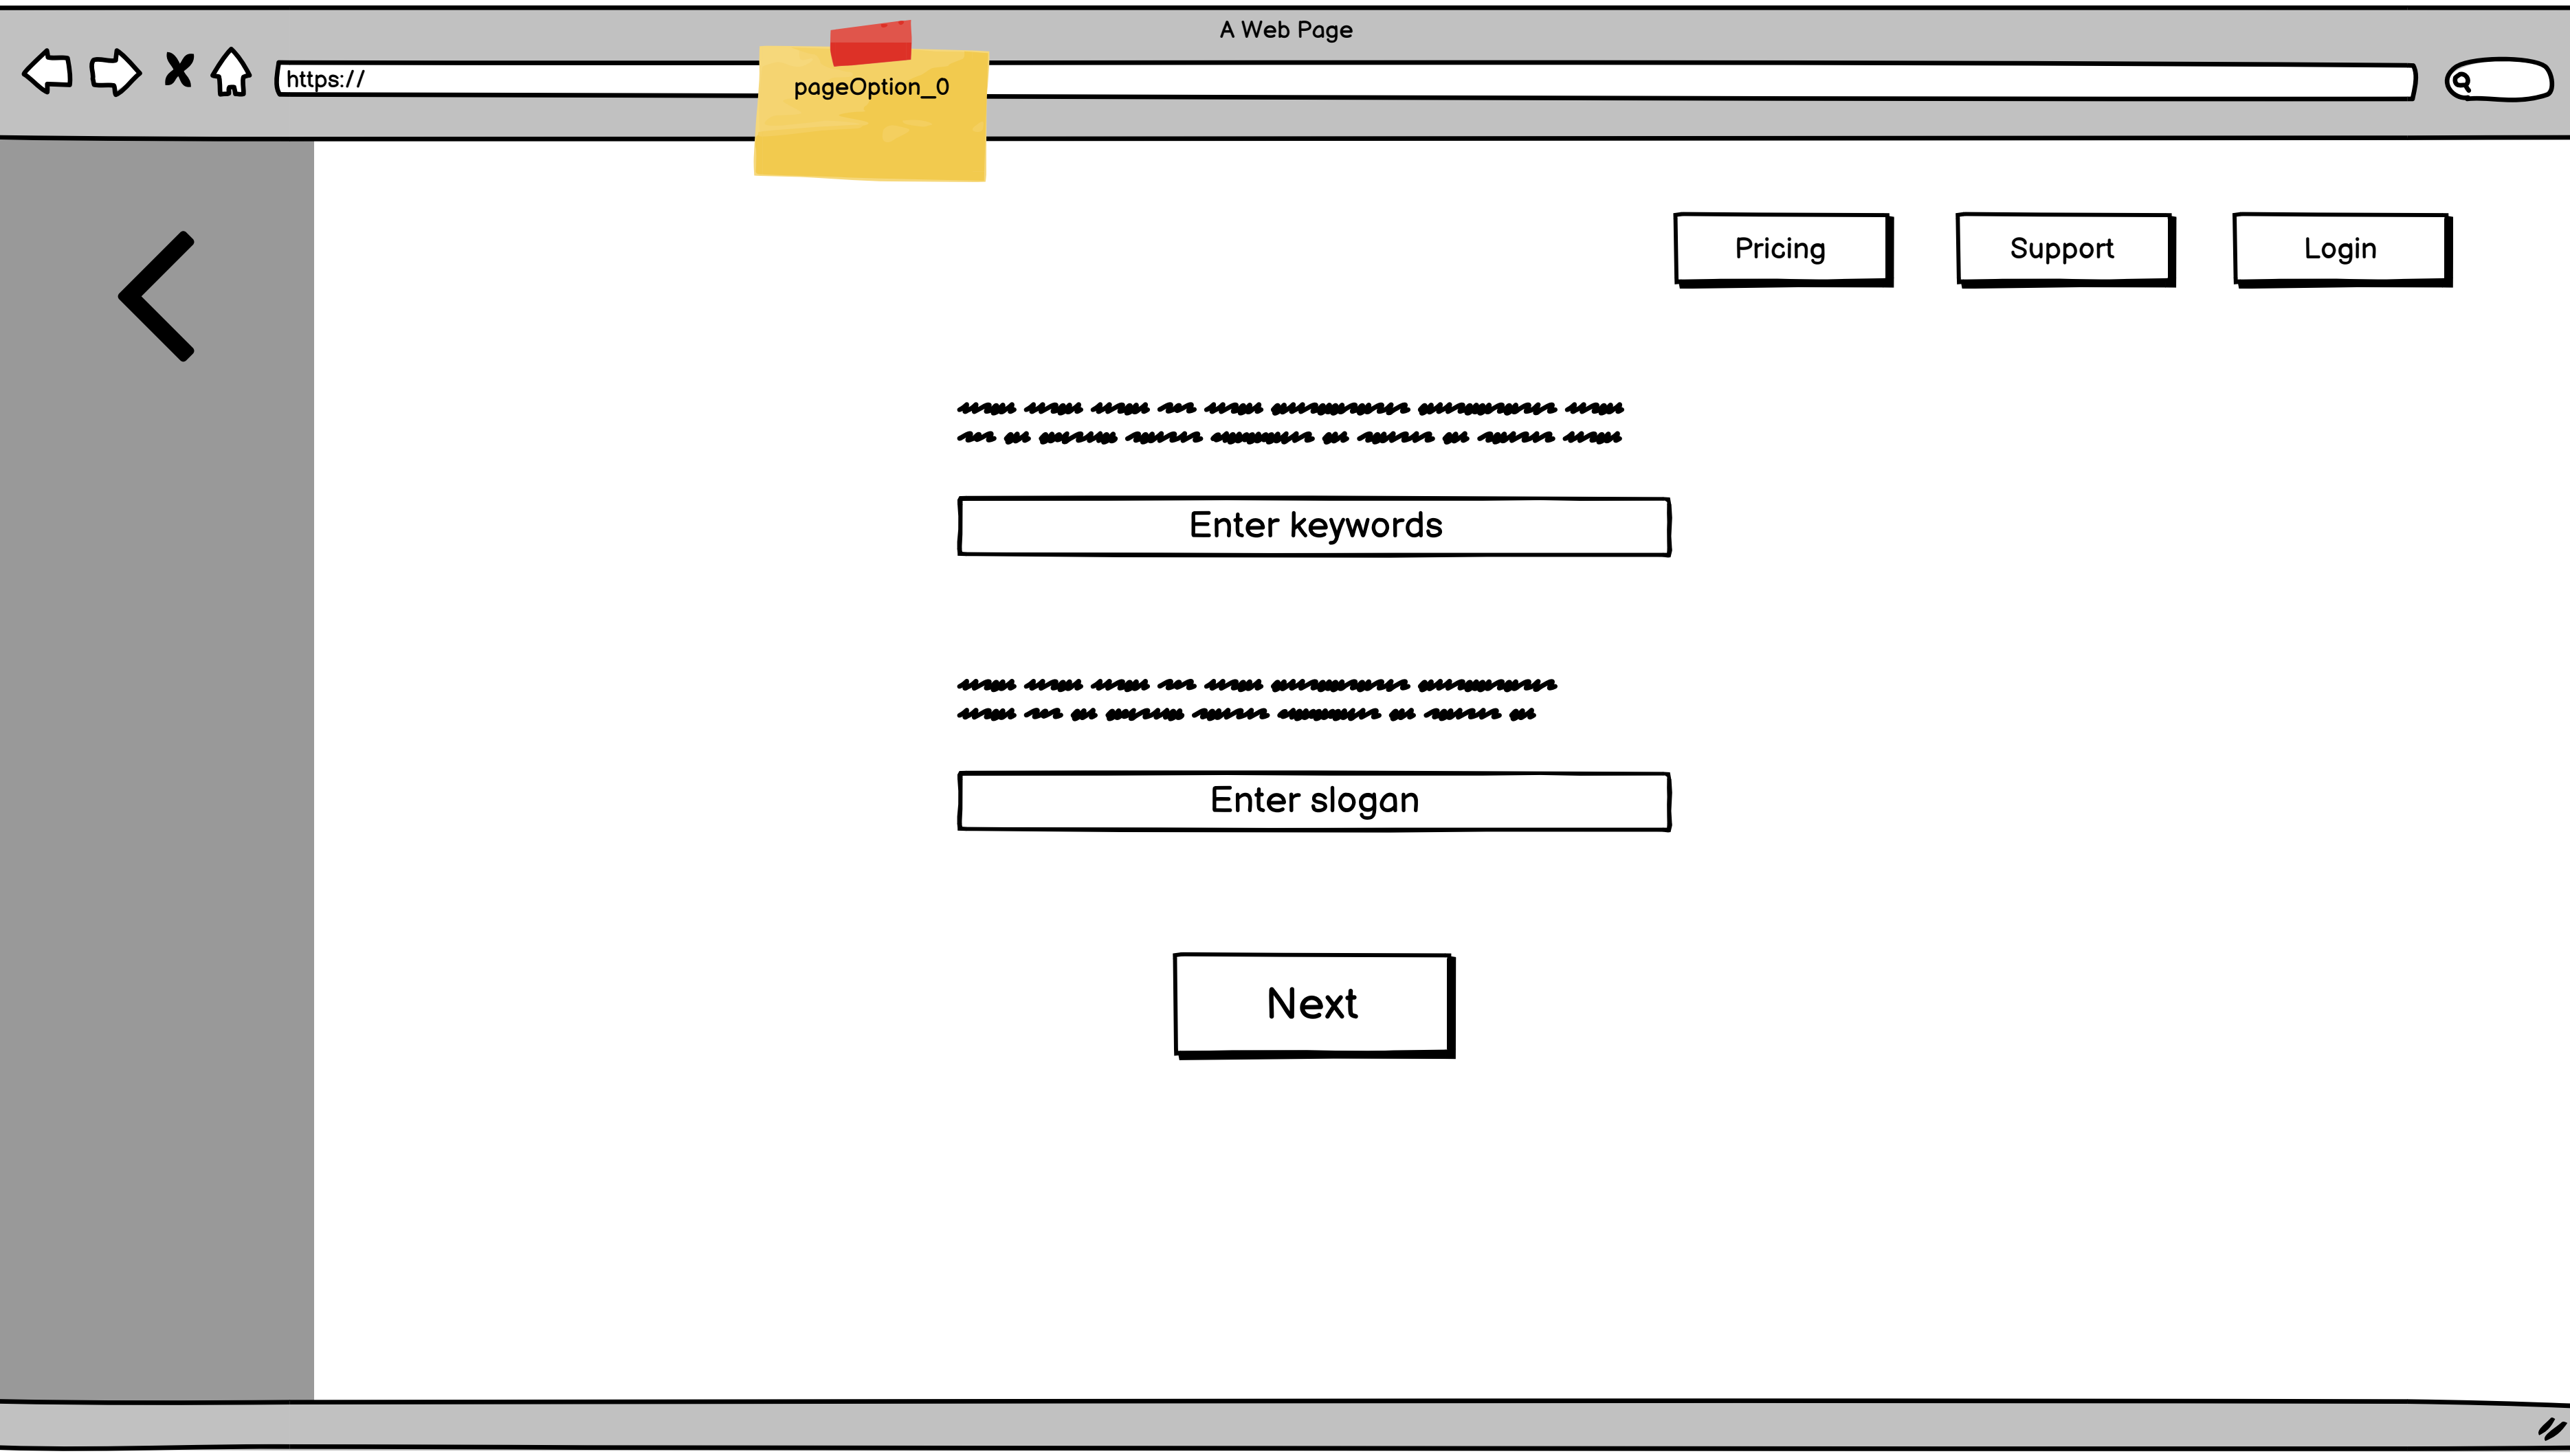 A Web Page
https://
pageOption_0
Pricing
Support
Login
Enter keywords
Enter slogan
Next